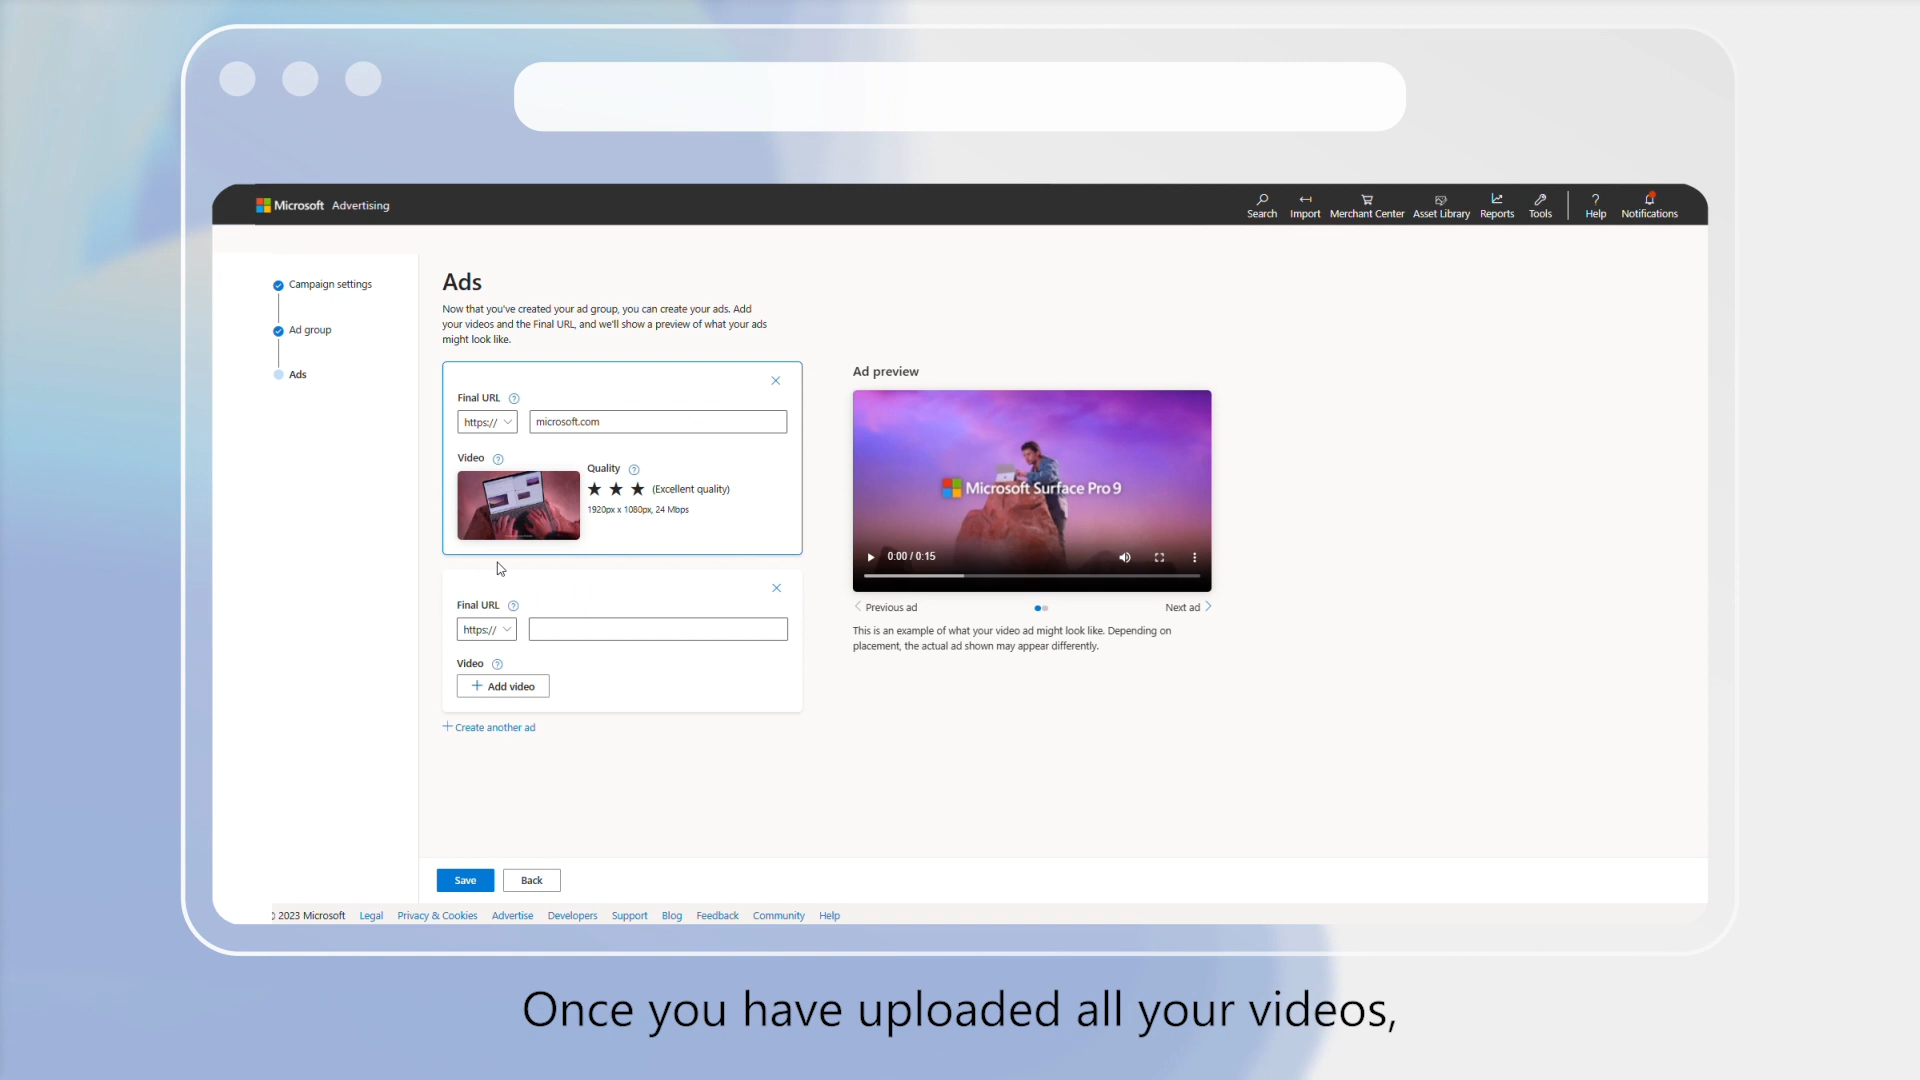 Microsoft Advertising
Search Import Merchant Center Asset Library Reports Tools Help Notifications
Campaign settings
Ad group
Ads
Ads
Now that you've created your ad group, you can create your ads. Add
your videos and the Final URL, and we'll show a preview of what your ads
might look like.
Final URL
https:// microsoft.com
Video
Quality
(Excellent quality)
1920px x 1080px, 24 Mbps
Final URL
https://
Video
Add video
Create another ad
Ad preview
Microsoft Surface Pro 9
0:00 / 0:15
Previous ad Next ad
This is an example of what your video ad might look like. Depending on
placement, the actual ad shown may appear differently.
Save Back
2023 Microsoft Legal Privacy & Cookies Advertise Developers Support Blog Feedback Community Help
Once you have uploaded all your videos,